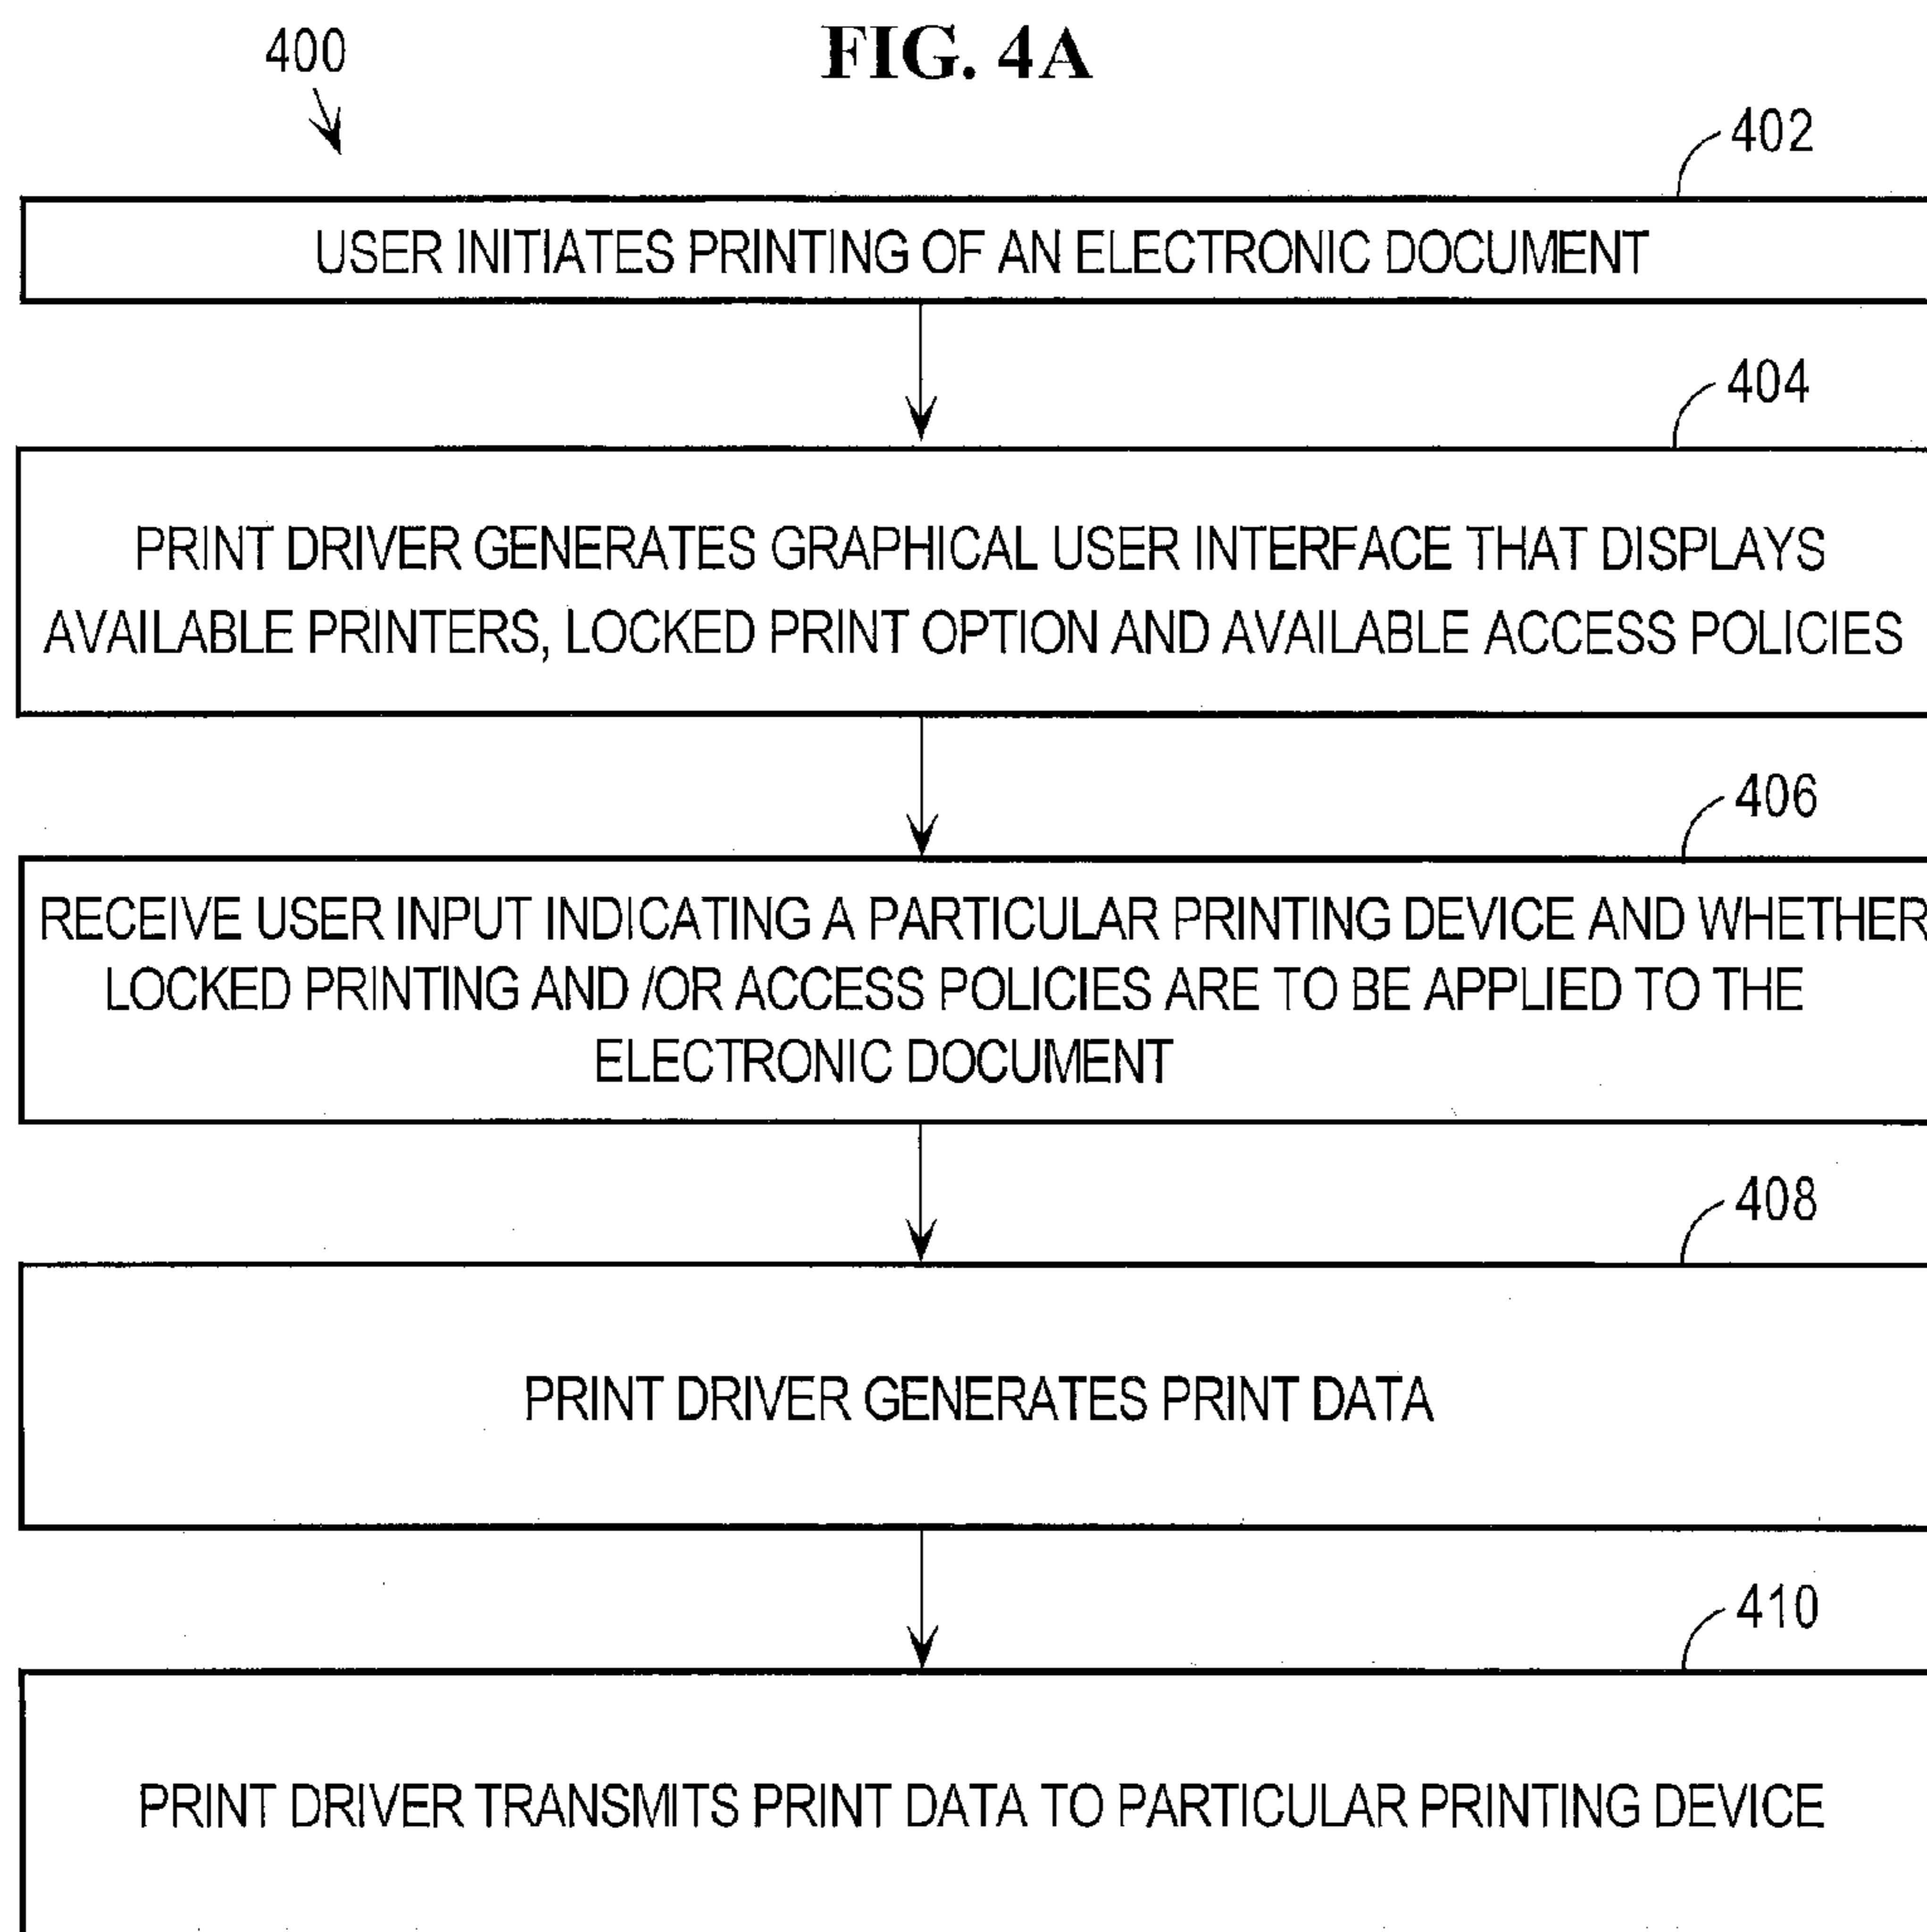 400
FIG. 4A
402
USER INITIATES PRINTING OF AN ELECTRONIC DOCUMENT
404
PRINT DRIVER GENERATES GRAPHICAL USER INTERFACE THAT DISPLAYS
AVAILABLE PRINTERS, LOCKED PRINT OPTION AND AVAILABLE ACCESS POLICIES
406
RECEIVE USER INPUT INDICATING A PARTICULAR PRINTING DEVICE AND WHETHER
LOCKED PRINTING AND /OR ACCESS POLICIES ARE TO BE APPLIED TO THE
ELECTRONIC DOCUMENT
408
PRINT DRIVER GENERATES PRINT DATA
410
PRINT DRIVER TRANSMITS PRINT DATA TO PARTICULAR PRINTING DEVICE